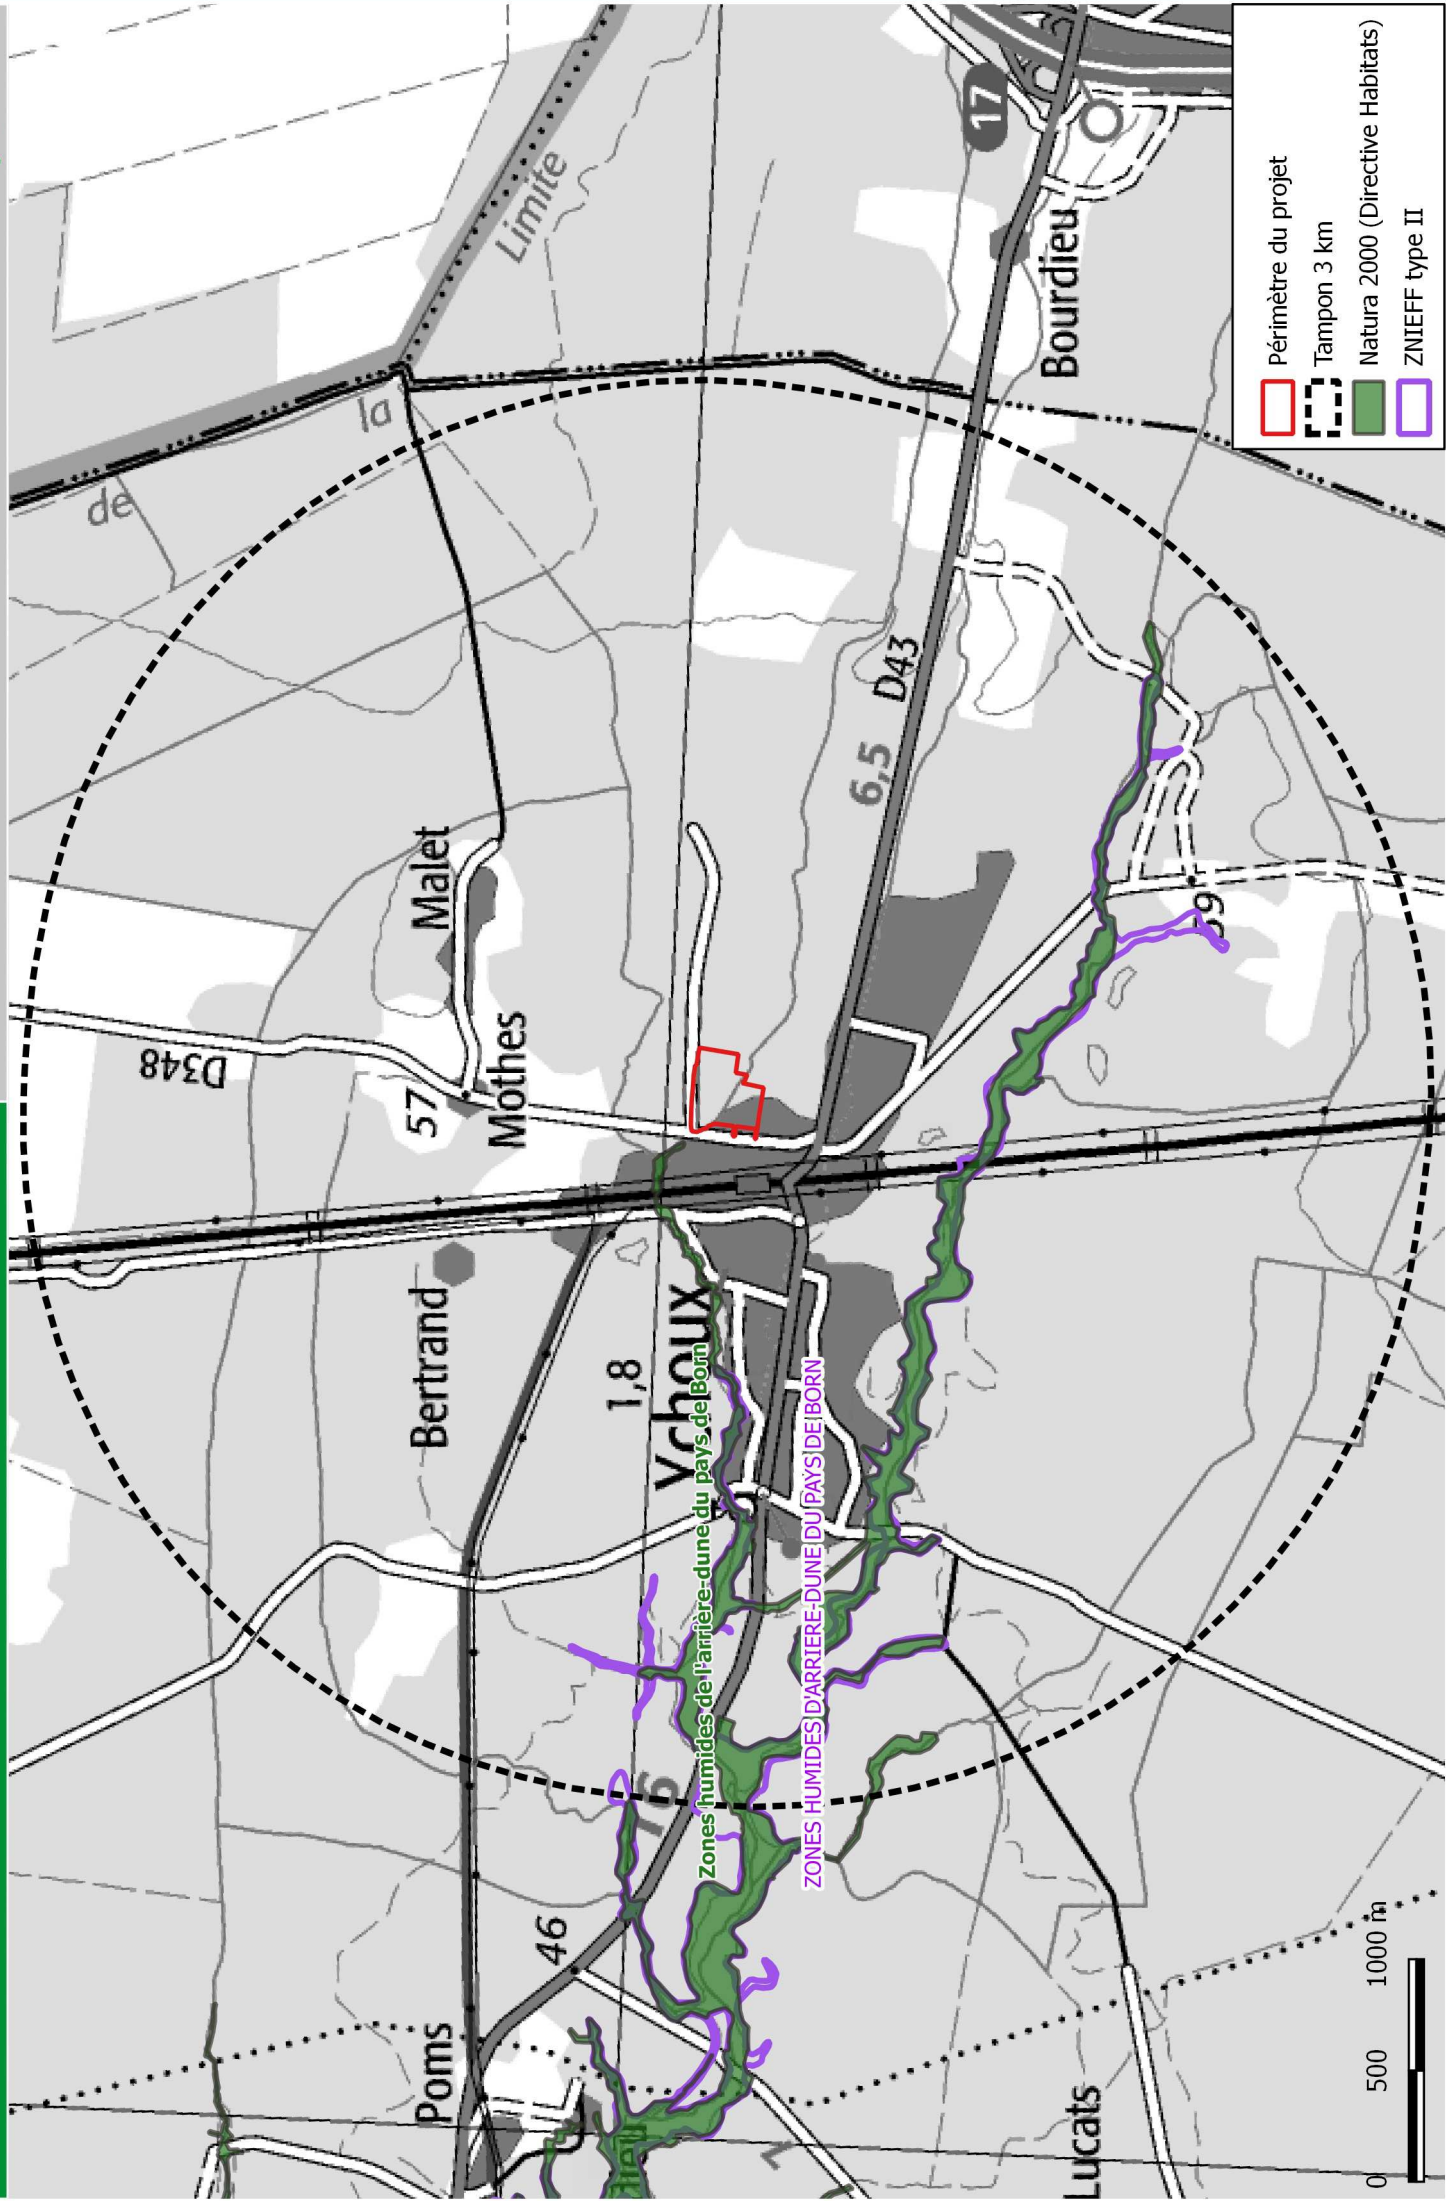 Poms
Bertrand
Mothes
Malet
57
D348
de
la
Limite
46
16
1,8
Ychoux
Zones humides de l'arrière-dune du pays de Born
ZONES HUMIDES D'ARRIERE-DUNE DU PAYS DE BORN
6,5
D43
59
Bourdieu
17
Lucats
0 500 1000 m
Périmètre du projet
Tampon 3 km
Natura 2000 (Directive Habitats)
ZNIEFF type II